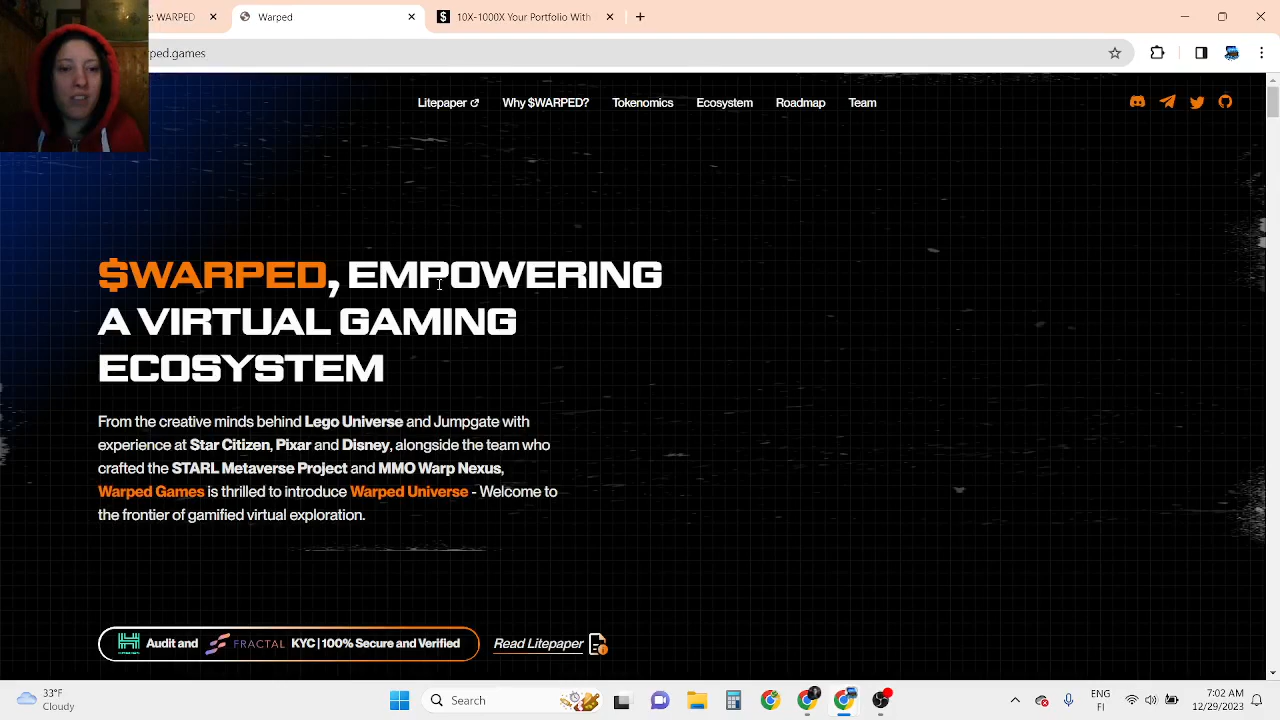 : WARPED
Warped
10X-1000X Your Portfolio With
ped.games
Litepaper
Why $WARPED?
Tokenomics
Ecosystem
Roadmap
Team
$WARPED, EMPOWERING
A VIRTUAL GAMING
ECOSYSTEM
From the creative minds behind Lego Universe and Jumpgate with
experience at Star Citizen, Pixar and Disney, alongside the team who
crafted the STARL Metaverse Project and MMO Warp Nexus,
Warped Games is thrilled to introduce Warped Universe - Welcome to
the frontier of gamified virtual exploration.
Audit and FRACTAL KYC | 100% Secure and Verified
Read Litepaper
33°F
Cloudy
Search
ENG
FI
7:02 AM
12/29/2023